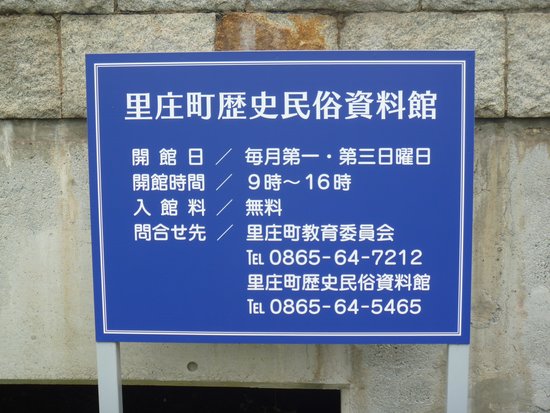 里庄町歴史民俗資料館
開館日／毎月第一・第三日曜日
開館時間／９時～１６時
入館料／無料
問合せ先／里庄町教育委員会
TEL 0865-64-7212
里庄町歴史民俗資料館
TEL 0865-64-5465